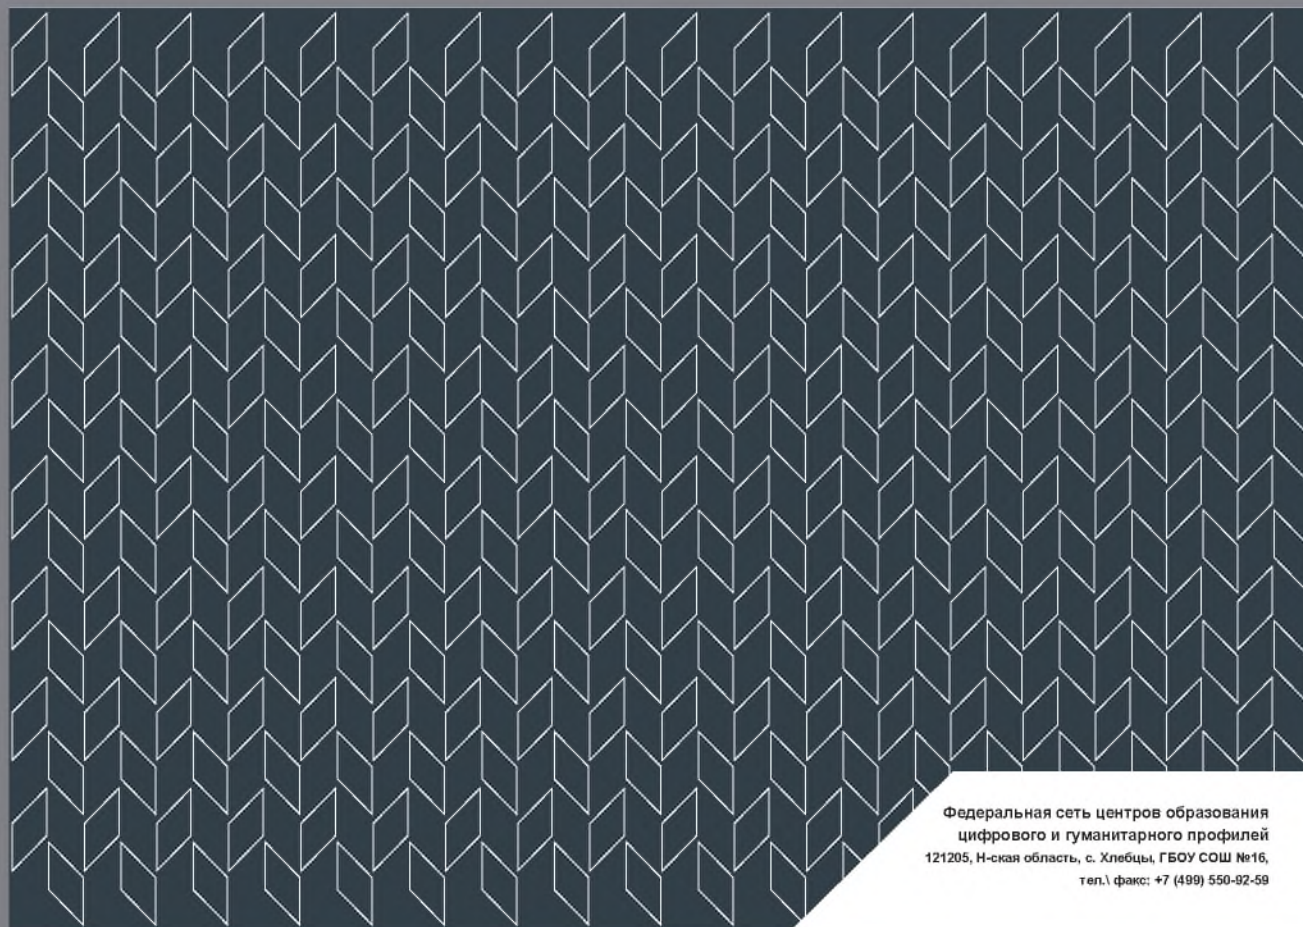 Федеральная сеть центров образования
цифрового и гуманитарного профилей
121205, Н-ская область, с. Хлебцы, ГБОУ СОШ №16,
тел.\ факс: +7 (499) 550-92-59